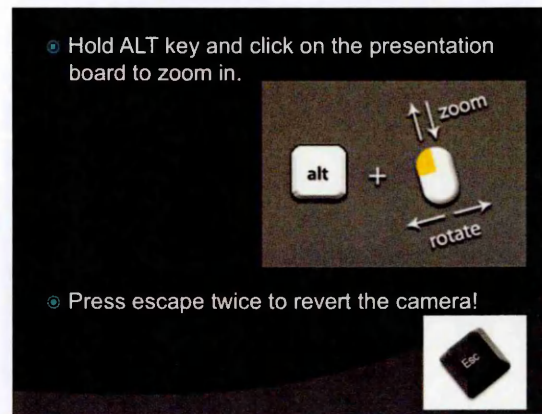 Hold ALT key and click on the presentation
board to zoom in.
zoom
alt +
rotate
Press escape twice to revert the camera!
Esc